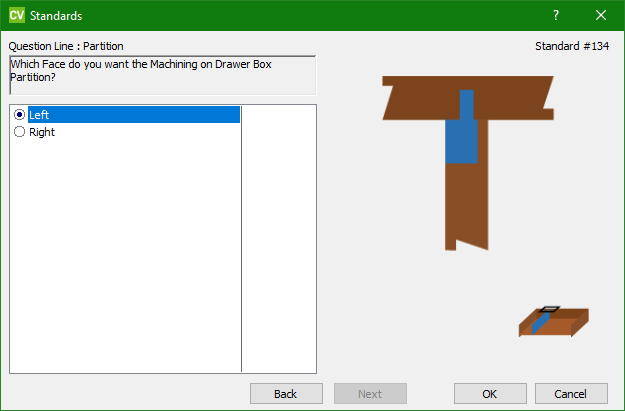 CV Standards
Question Line : Partition
Standard #134
Which Face do you want the Machining on Drawer Box
Partition?
Left
Right
Back
Next
OK
Cancel